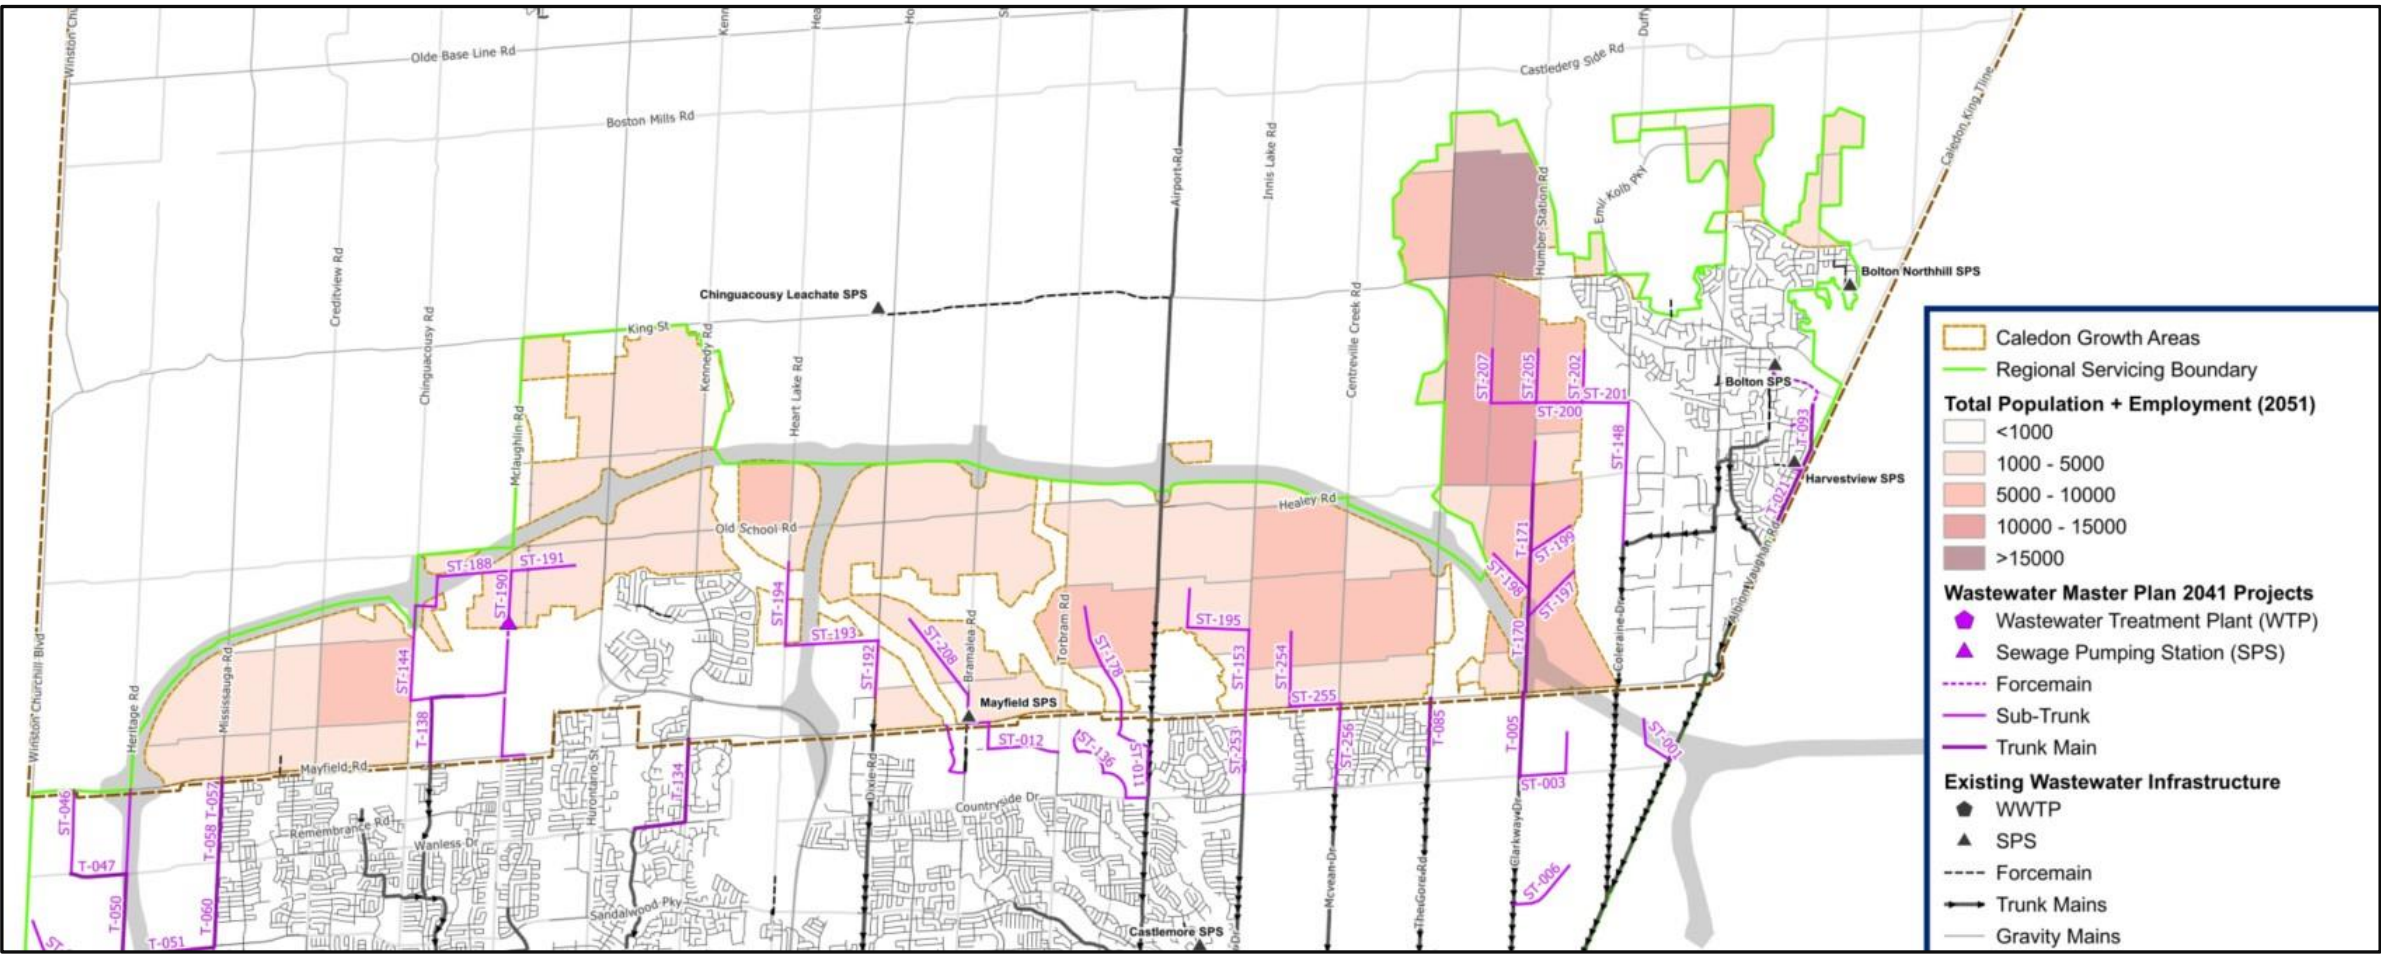 Winston Chu
Kenn
Hea
Ho
St
Duffy
Olde Base Line Rd
Castlederg Side Rd
Caledon King Tline
Boston Mills Rd
Airport Rd
Innis Lake Rd
Humber Station Rd
Emil Kolb Pky
Creditview Rd
Chinguacousy Rd
Chinguacousy Leachate SPS
Centreville Creek Rd
Bolton Northhill SPS
King St
Kennedy Rd
Heart Lake Rd
Mclaughlin Rd
ST-207
ST-205
ST-202
ST-201
ST-200
ST-148
Bolton SPS
T-093
Harvestview SPS
T-021
Healey Rd
Old School Rd
ST-188
ST-191
ST-190
ST-194
ST-193
ST-192
ST-208
Bramalea Rd
Torbram Rd
ST-178
ST-195
ST-153
ST-254
ST-255
T-171
ST-199
ST-198
ST-197
T-170
Coleraine Dr
Albion Vaughan Rd
Winston Churchill Blvd
Heritage Rd
Mississauga Rd
ST-144
T-138
Mayfield SPS
ST-012
ST-136
ST-011
ST-253
ST-256
T-085
T-005
ST-003
ST-001
ST-006
Mayfield Rd
Hurontario St
T-134
Dixie Rd
Countryside Dr
ST-046
T-047
T-050
T-051
T-057
T-058
T-060
Remembrance Rd
Wanless Dr
Sandalwood Pky
Castlemore SPS
Dr
Mcvean Dr
The Gore Rd
Clarkway Dr
ST-
Caledon Growth Areas
Regional Servicing Boundary
Total Population + Employment (2051)
<1000
1000 - 5000
5000 - 10000
10000 - 15000
>15000
Wastewater Master Plan 2041 Projects
Wastewater Treatment Plant (WTP)
Sewage Pumping Station (SPS)
Forcemain
Sub-Trunk
Trunk Main
Existing Wastewater Infrastructure
WWTP
SPS
Forcemain
Trunk Mains
Gravity Mains